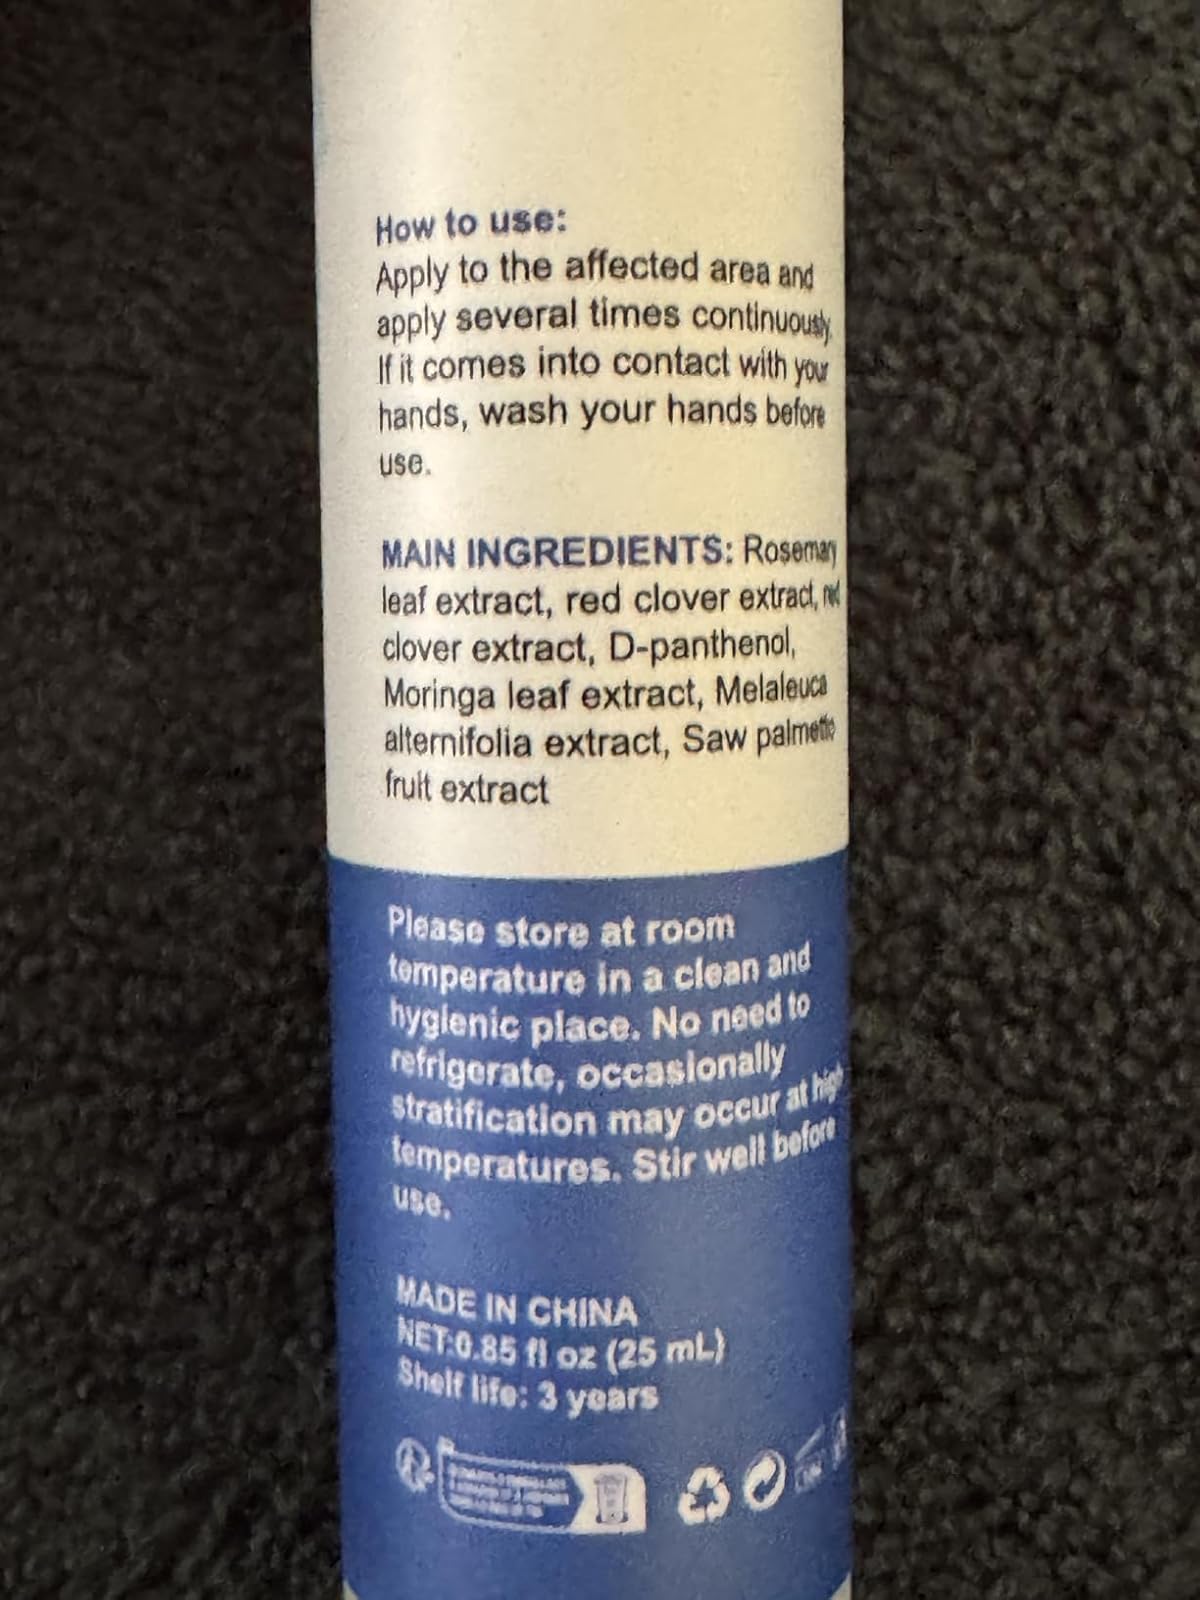 How to use:
Apply to the affected area and
apply several times continuously.
If it comes into contact with your
hands, wash your hands before
use.
MAIN INGREDIENTS: Rosemary
leaf extract, red clover extract, red
clover extract, D-panthenol,
Moringa leaf extract, Melaleuca
alternifolia extract, Saw palmetto
fruit extract
Please store at room
temperature in a clean and
hygienic place. No need to
refrigerate, occasionally
stratification may occur at high
temperatures. Stir well before
use.
MADE IN CHINA
NET:0.85 fl oz (25 mL)
Shelf life: 3 years